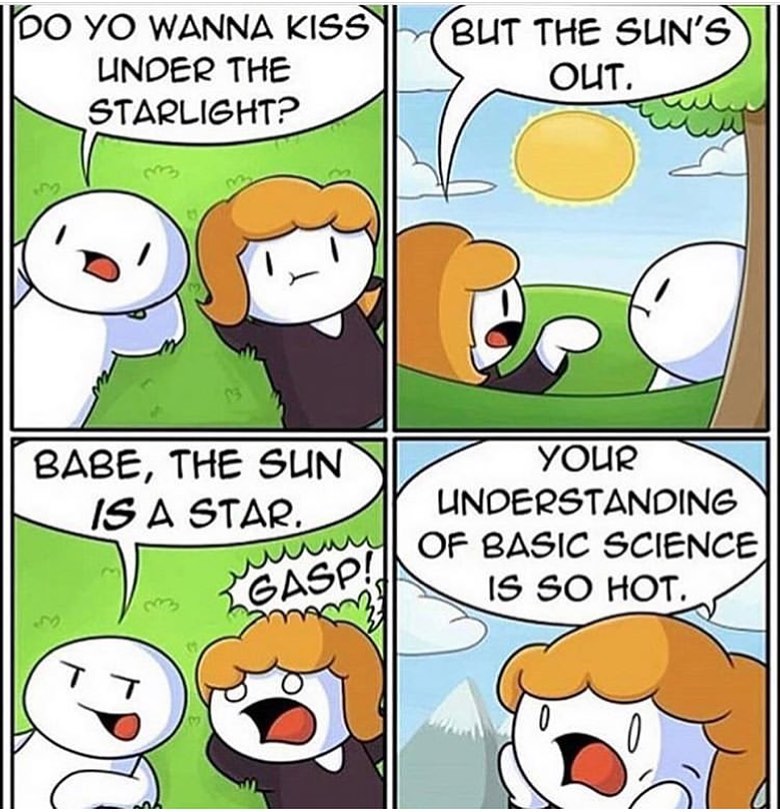 DO YO WANNA KISS
UNDER THE
STARLIGHT?
BUT THE SUN'S
OUT.
BABE, THE SUN
IS A STAR.
GASP!
YOUR
UNDERSTANDING
OF BASIC SCIENCE
IS SO HOT.